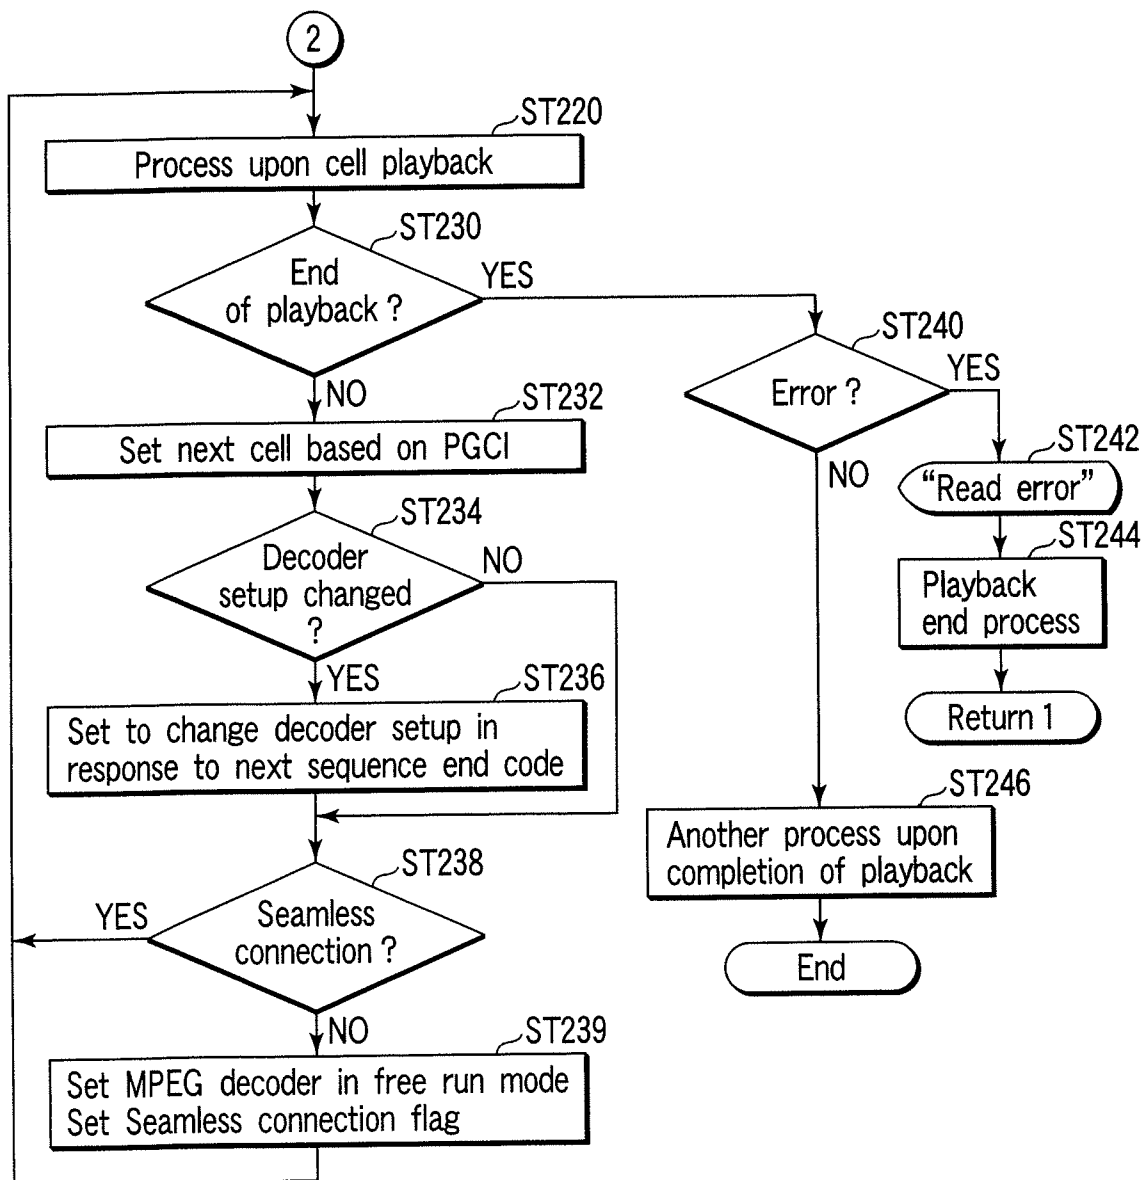 2
ST220
Process upon cell playback
ST230
End
of playback ?
YES
NO
ST232
Set next cell based on PGCI
ST234
Decoder
setup changed
?
NO
YES
ST236
Set to change decoder setup in
response to next sequence end code
ST238
Seamless
connection ?
YES
NO
ST239
Set MPEG decoder in free run mode
Set Seamless connection flag
ST240
Error ?
YES
NO
ST242
“Read error”
ST244
Playback
end process
Return 1
ST246
Another process upon
completion of playback
End